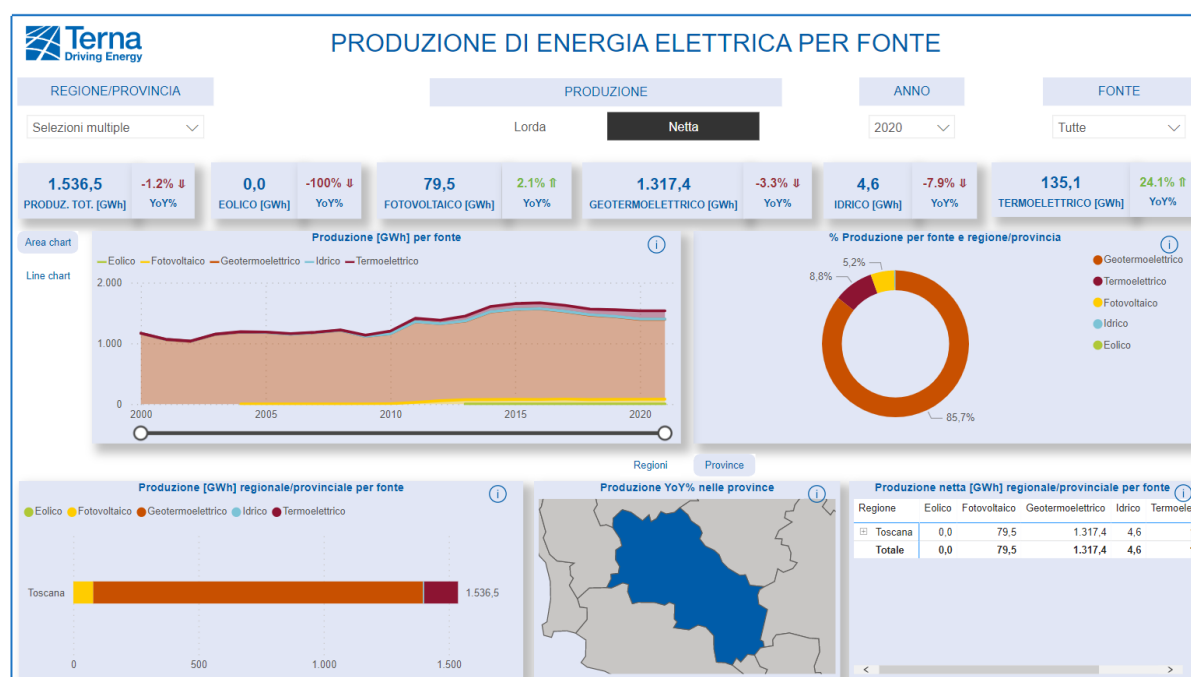 Terna
Driving Energy
PRODUZIONE DI ENERGIA ELETTRICA PER FONTE
REGIONE/PROVINCIA
PRODUZIONE
ANNO
FONTE
Selezioni multiple
Lorda
Netta
2020
Tutte
1.536,5
PRODUZ. TOT. [GWh]
-1.2% ⇓
YoY%
0,0
EOLICO [GWh]
-100% ⇓
YoY%
79,5
FOTOVOLTAICO [GWh]
2.1% ⇑
YoY%
1.317,4
GEOTERMOELETTRICO [GWh]
-3.3% ⇓
YoY%
4,6
IDRICO [GWh]
-7.9% ⇓
YoY%
135,1
TERMOELETTRICO [GWh]
24.1% ⇑
YoY%
Area chart
Line chart
Produzione [GWh] per fonte
Eolico Fotovoltaico Geotermoelettrico Idrico Termoelettrico
2.000
1.000
0
2000 2005 2010 2015 2020
% Produzione per fonte e regione/provincia
5,2%
8,8%
85,7%
Geotermoelettrico
Termoelettrico
Fotovoltaico
Idrico
Eolico
Regioni
Province
Produzione [GWh] regionale/provinciale per fonte
Eolico Fotovoltaico Geotermoelettrico Idrico Termoelettrico
Toscana
1.536,5
0 500 1.000 1.500
Produzione YoY% nelle province
Produzione netta [GWh] regionale/provinciale per fonte
Regione Eolico Fotovoltaico Geotermoelettrico Idrico Termoele
Toscana 0,0 79,5 1.317,4 4,6
Totale 0,0 79,5 1.317,4 4,6